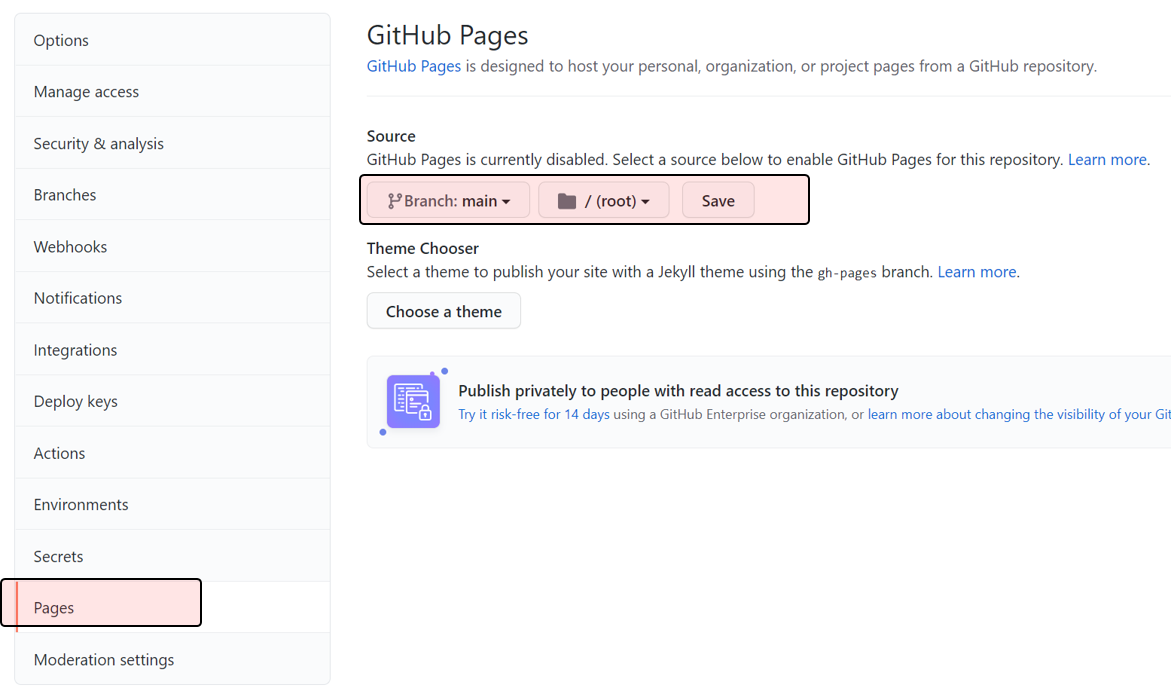 Options
Manage access
Security & analysis
Branches
Webhooks
Notifications
Integrations
Deploy keys
Actions
Environments
Secrets
Pages
Moderation settings
GitHub Pages
GitHub Pages is designed to host your personal, organization, or project pages from a GitHub repository.
Source
GitHub Pages is currently disabled. Select a source below to enable GitHub Pages for this repository. Learn more.
Branch: main
/ (root)
Save
Theme Chooser
Select a theme to publish your site with a Jekyll theme using the gh-pages branch. Learn more.
Choose a theme
Publish privately to people with read access to this repository
Try it risk-free for 14 days using a GitHub Enterprise organization, or learn more about changing the visibility of your Git